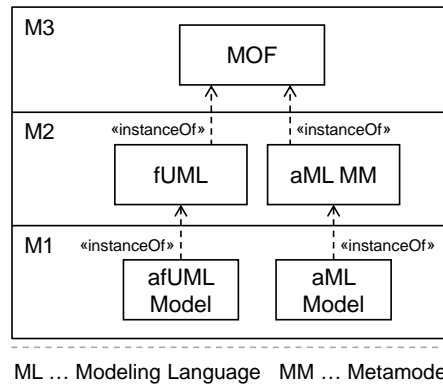 M3
MOF
«instanceOf» «instanceOf»
M2
fUML aML MM
M1
«instanceOf» «instanceOf»
afUML
Model
aML
Model
ML ... Modeling Language MM ... Metamode